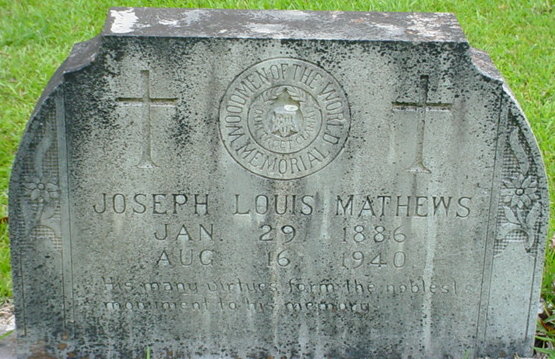 WOODMEN OF THE WORLD
MEMORIAL
JOSEPH LOUIS MATHEWS
JAN. 29 1886
AUG 16 1940
His many virtues form the noblest
monument to his memory